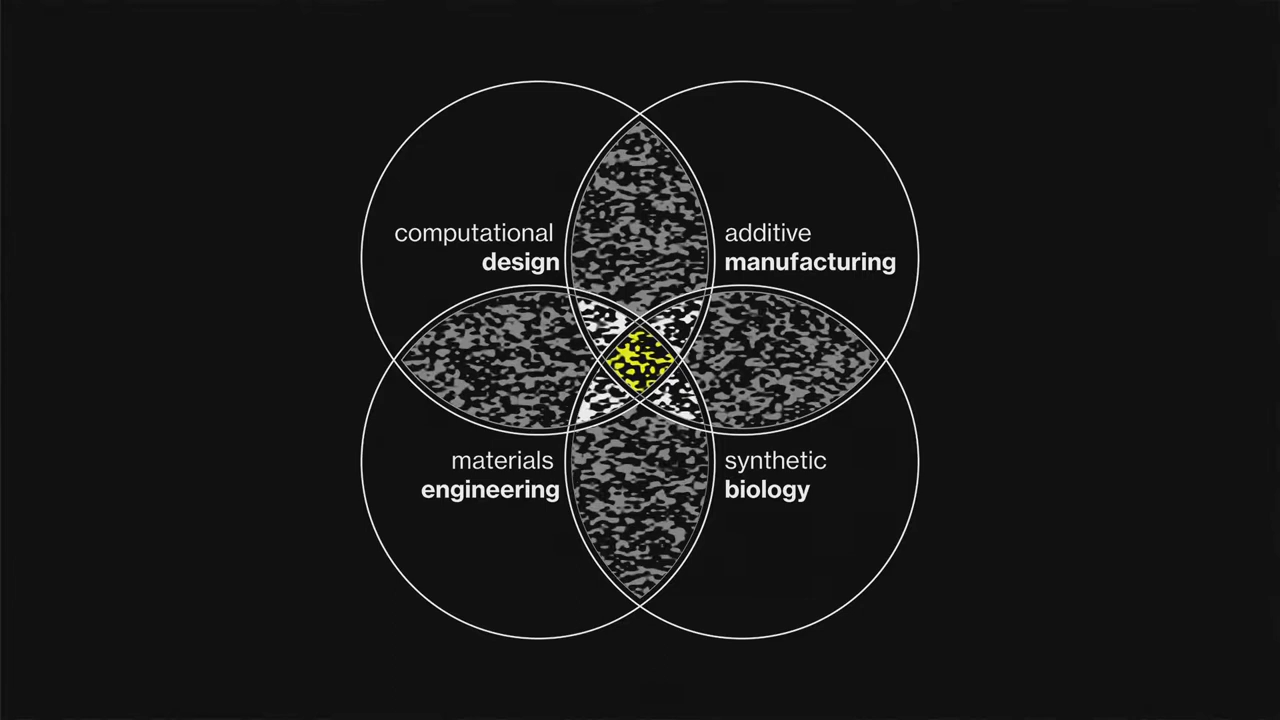 computational
design
additive
manufacturing
materials
engineering
synthetic
biology